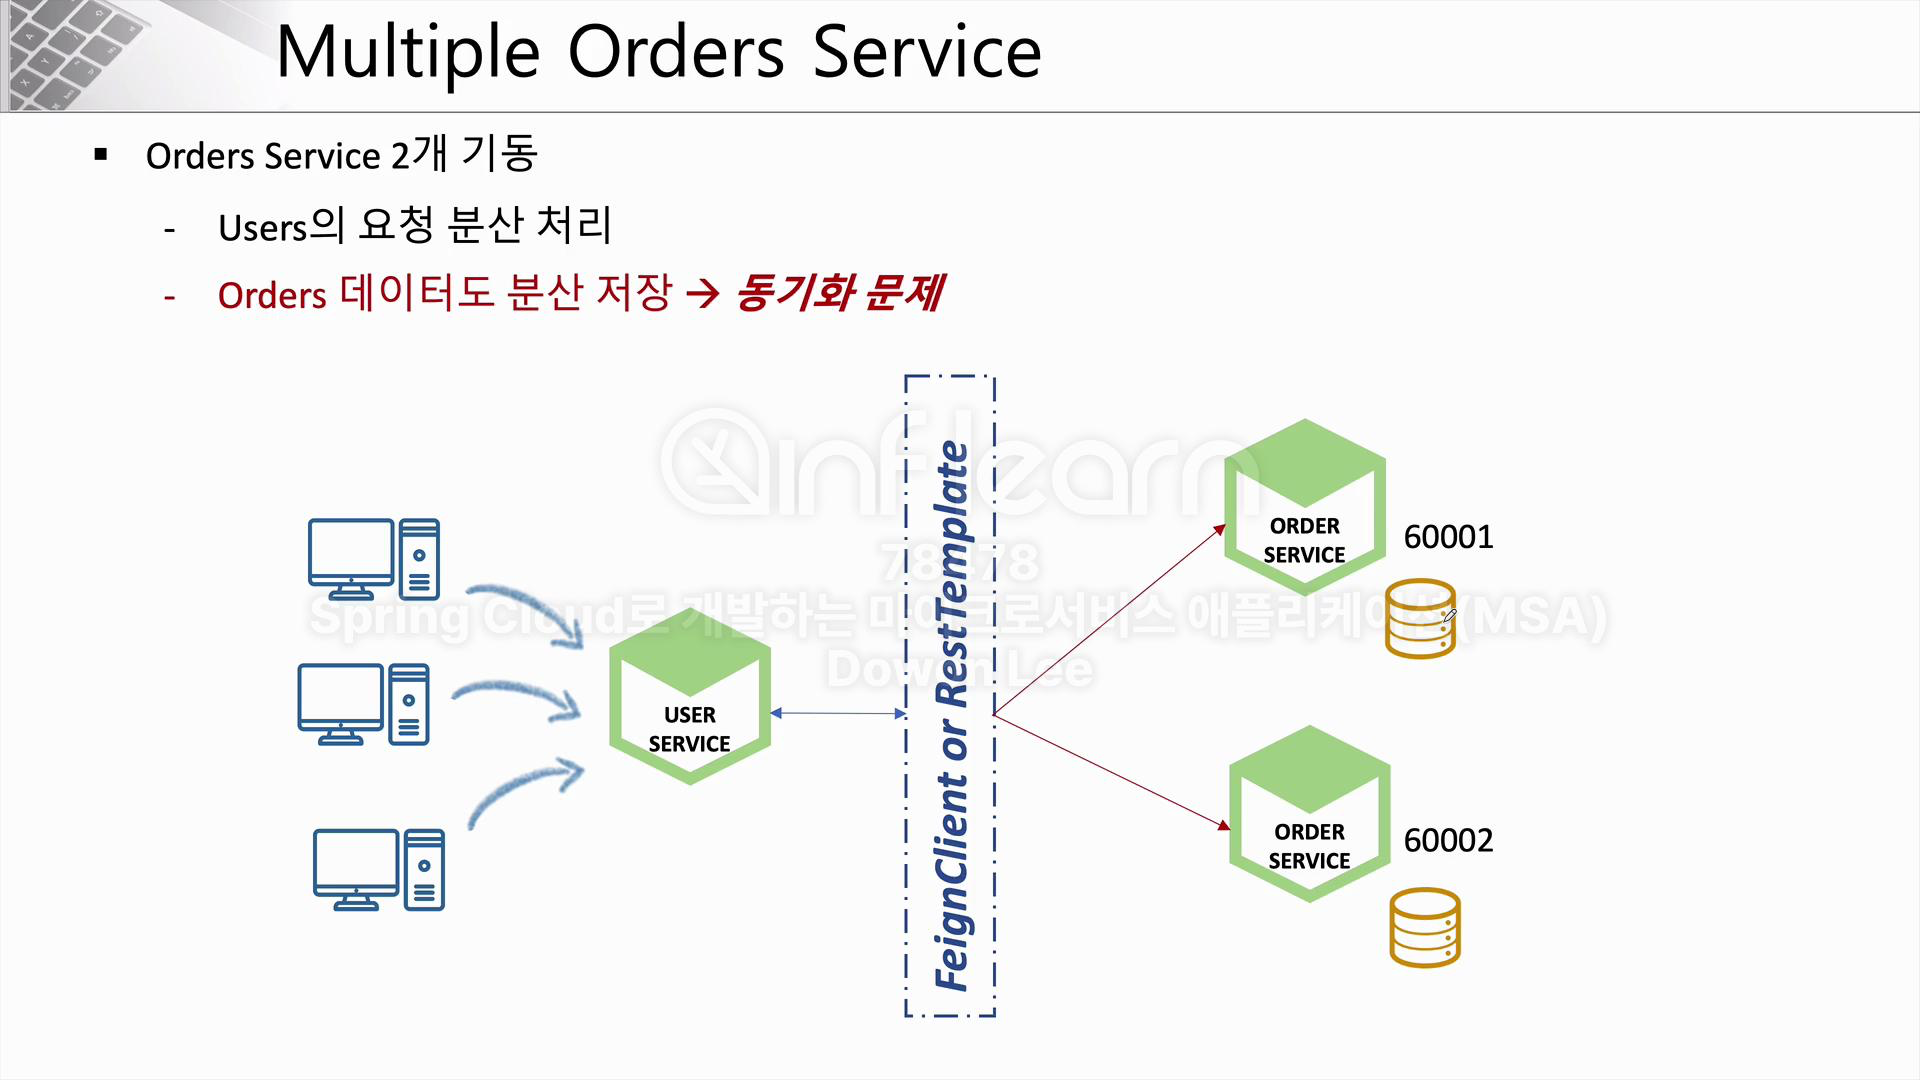 Multiple Orders Service
▪ Orders Service 2개 기동
- Users의 요청 분산 처리
- Orders 데이터도 분산 저장 → 동기화 문제
inflearn
Spring Cloud로 개발하는 마이크로서비스 애플리케이션(MSA)
Dowon Lee
FeignClient or RestTemplate
USER
SERVICE
ORDER
SERVICE
60001
ORDER
SERVICE
60002